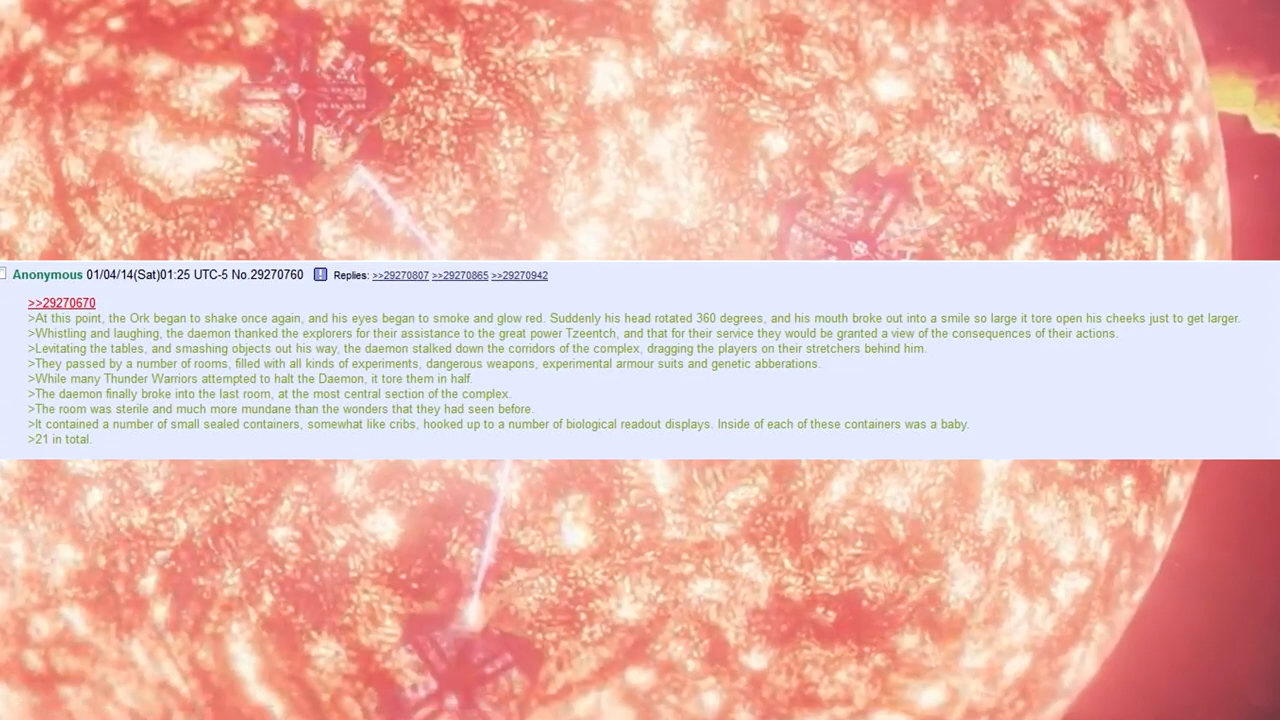 Anonymous 01/04/14(Sat)01:25 UTC-5 No.29270760 ! Replies: >>29270807 >>29270865 >>29270942
>>29270670
>At this point, the Ork began to shake once again, and his eyes began to smoke and glow red. Suddenly his head rotated 360 degrees, and his mouth broke out into a smile so large it tore open his cheeks just to get larger.
>Whistling and laughing, the daemon thanked the explorers for their assistance to the great power Tzeentch, and that for their service they would be granted a view of the consequences of their actions.
>Levitating the tables, and smashing objects out his way, the daemon stalked down the corridors of the complex, dragging the players on their stretchers behind him.
>They passed by a number of rooms, filled with all kinds of experiments, dangerous weapons, experimental armour suits and genetic abberations.
>While many Thunder Warriors attempted to halt the Daemon, it tore them in half.
>The daemon finally broke into the last room, at the most central section of the complex.
>The room was sterile and much more mundane than the wonders that they had seen before.
>It contained a number of small sealed containers, somewhat like cribs, hooked up to a number of biological readout displays. Inside of each of these containers was a baby.
>21 in total.